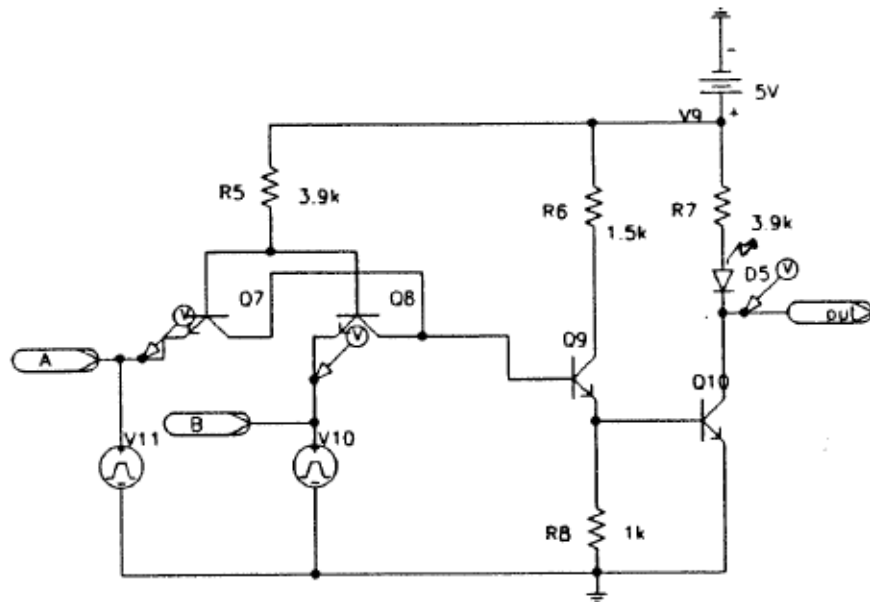 -
5V
V9
+
R5 3.9k
R6
1.5k
R7
3.9k
D5
V
out
Q7
Q8
V
V
A
Q9
Q10
B
V11
V10
R8 1k